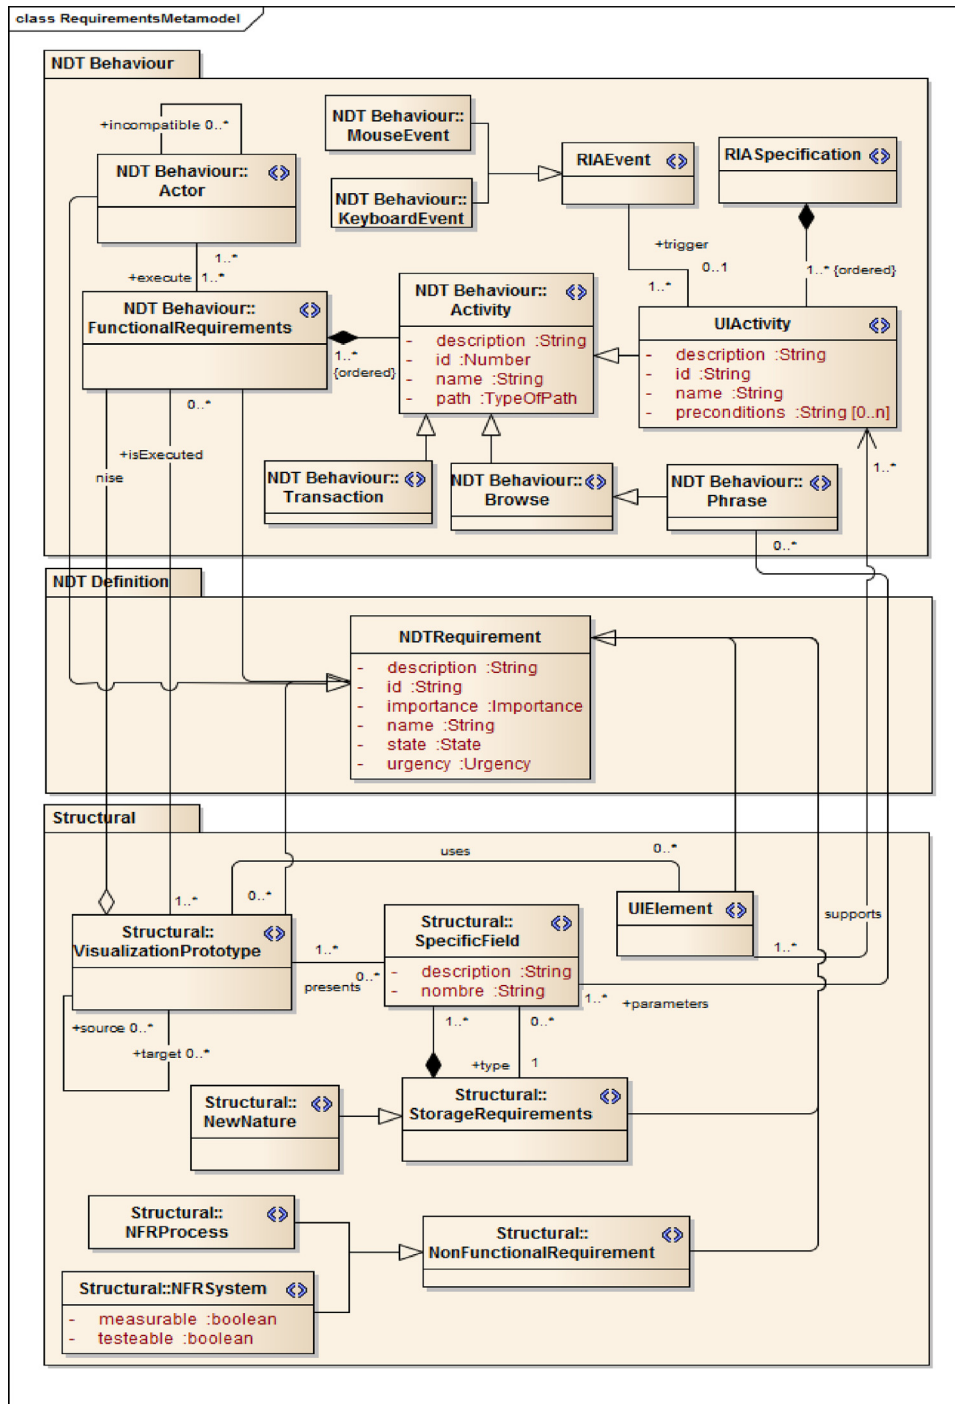 class RequirementsMetamodel
NDT Behaviour
+incompatible 0..*
NDT Behaviour::
Actor
NDT Behaviour::
MouseEvent
NDT Behaviour::
KeyboardEvent
RIAEvent
RIASpecification
+trigger
0..1
1..*
1..* {ordered}
1..*
+execute
1..*
NDT Behaviour::
FunctionalRequirements
1..*
{ordered}
NDT Behaviour::
Activity
- description :String
- id :Number
- name :String
- path :TypeOfPath
UIActivity
- description :String
- id :String
- name :String
- preconditions :String [0..n]
0..*
+isExecuted
nise
1..*
NDT Behaviour::
Transaction
NDT Behaviour::
Browse
NDT Behaviour::
Phrase
0..*
NDT Definition
NDTRequirement
- description :String
- id :String
- importance :Importance
- name :String
- state :State
- urgency :Urgency
Structural
uses
0..*
0..*
1..*
UIElement
supports
1..*
Structural::
VisualizationPrototype
1..*
0..*
presents
Structural::
SpecificField
- description :String
- nombre :String
1..*
+parameters
+source 0..*
+target 0..*
1..*
0..*
+type
1
Structural::
NewNature
Structural::
StorageRequirements
Structural::
NFRProcess
Structural::
NonFunctionalRequirement
Structural::NFRSystem
- measurable :boolean
- testeable :boolean